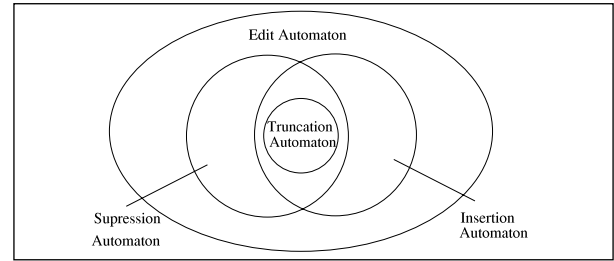 Edit Automaton
Truncation
Automaton
Supression
Automaton
Insertion
Automaton